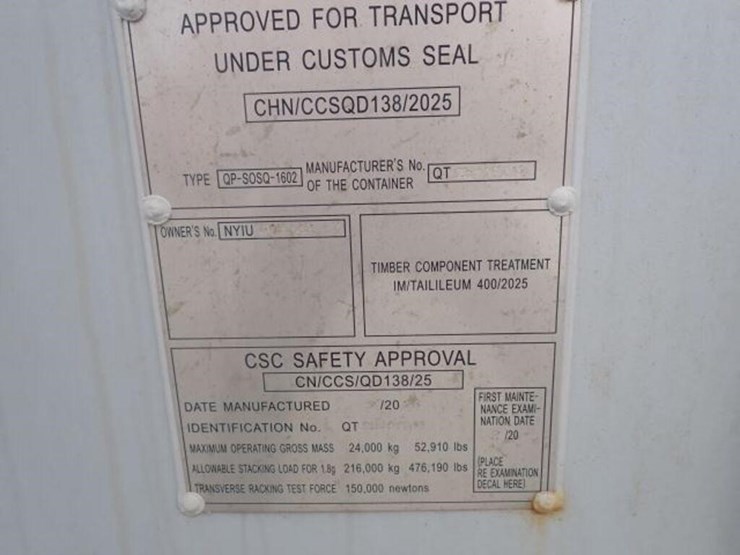 APPROVED FOR TRANSPORT
UNDER CUSTOMS SEAL
CHN/CCSQD138/2025
TYPE QP-SOSQ-1602 MANUFACTURER'S No. OF THE CONTAINER QT
OWNER'S No. NYIU
TIMBER COMPONENT TREATMENT
IM/TAILILEUM 400/2025
CSC SAFETY APPROVAL
CN/CCS/QD138/25
DATE MANUFACTURED /20
IDENTIFICATION No. QT
MAXIMUM OPERATING GROSS MASS 24,000 kg 52,910 lbs
ALLOWABLE STACKING LOAD FOR 1.8g 216,000 kg 476,190 lbs
TRANSVERSE RACKING TEST FORCE 150,000 newtons
FIRST MAINTE-
NANCE EXAMI-
NATION DATE
/20
(PLACE
RE EXAMINATION
DECAL HERE)